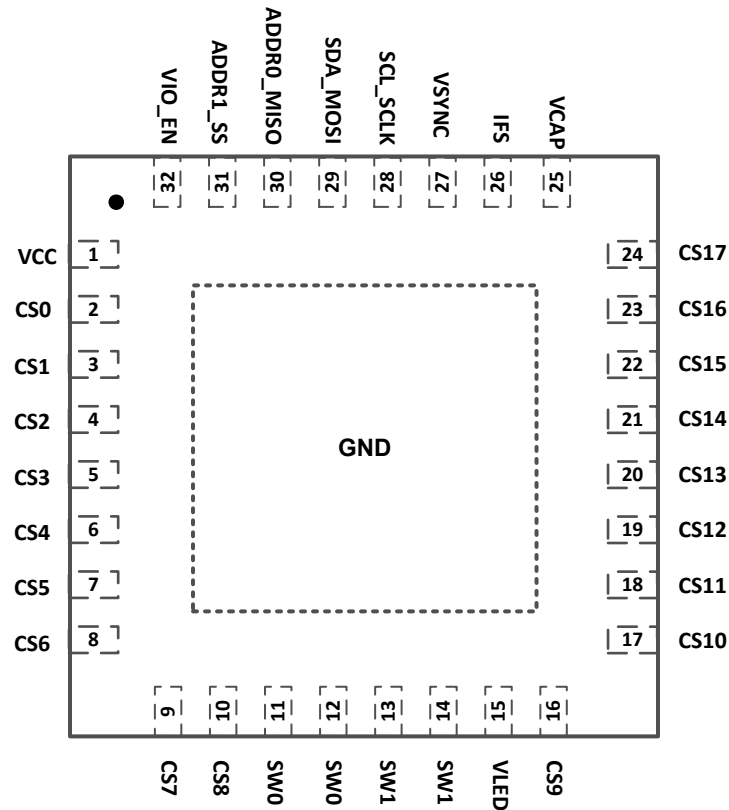 VIO_EN
ADDR1_SS
ADDR0_MISO
SDA_MOSI
SCL_SCLK
VSYNC
IFS
VCAP
32
31
30
29
28
27
26
25
VCC 1
CS0 2
CS1 3
CS2 4
CS3 5
CS4 6
CS5 7
CS6 8
GND
24 CS17
23 CS16
22 CS15
21 CS14
20 CS13
19 CS12
18 CS11
17 CS10
9
10
11
12
13
14
15
16
CS7
CS8
SW0
SW0
SW1
SW1
VLED
CS9